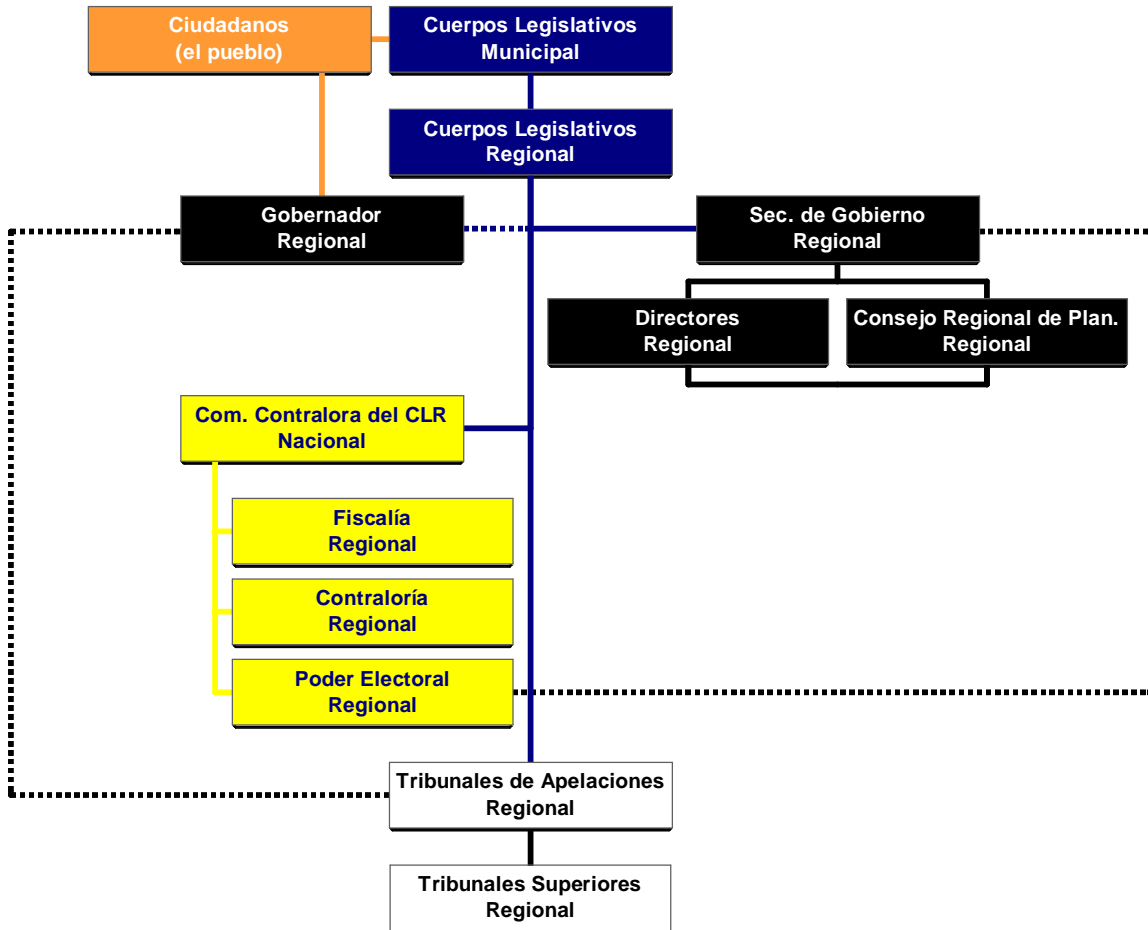 Ciudadanos
(el pueblo)
Cuerpos Legislativos
Municipal
Cuerpos Legislativos
Regional
Gobernador
Regional
Sec. de Gobierno
Regional
Directores
Regional
Consejo Regional de Plan.
Regional
Com. Contralora del CLR
Nacional
Fiscalía
Regional
Contraloría
Regional
Poder Electoral
Regional
Tribunales de Apelaciones
Regional
Tribunales Superiores
Regional